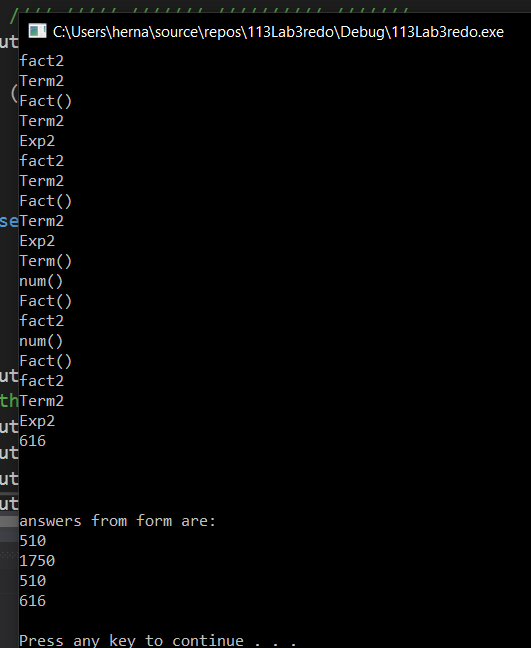 C:\Users\herna\source\repos\113Lab3redo\Debug\113Lab3redo.exe
fact2
Term2
Fact()
Term2
Exp2
fact2
Term2
Fact()
Term2
Exp2
Term()
num()
Fact()
fact2
num()
Fact()
fact2
Term2
Exp2
616
answers from form are:
510
1750
510
616
Press any key to continue . . .